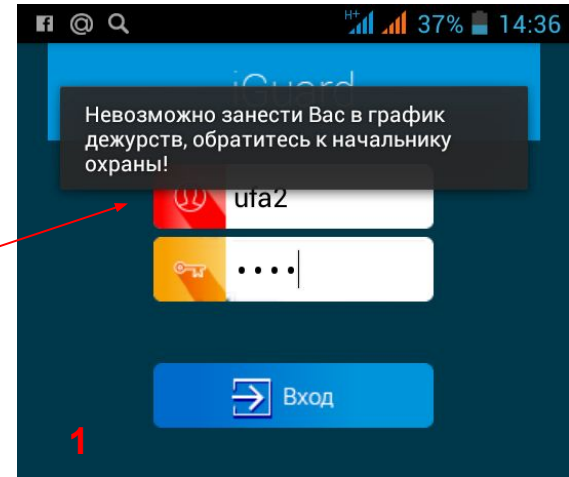 H+ 37% 14:36
iGuard
Невозможно занести Вас в график
дежурств, обратитесь к начальнику
охраны!
ufa2
••••
Вход
1